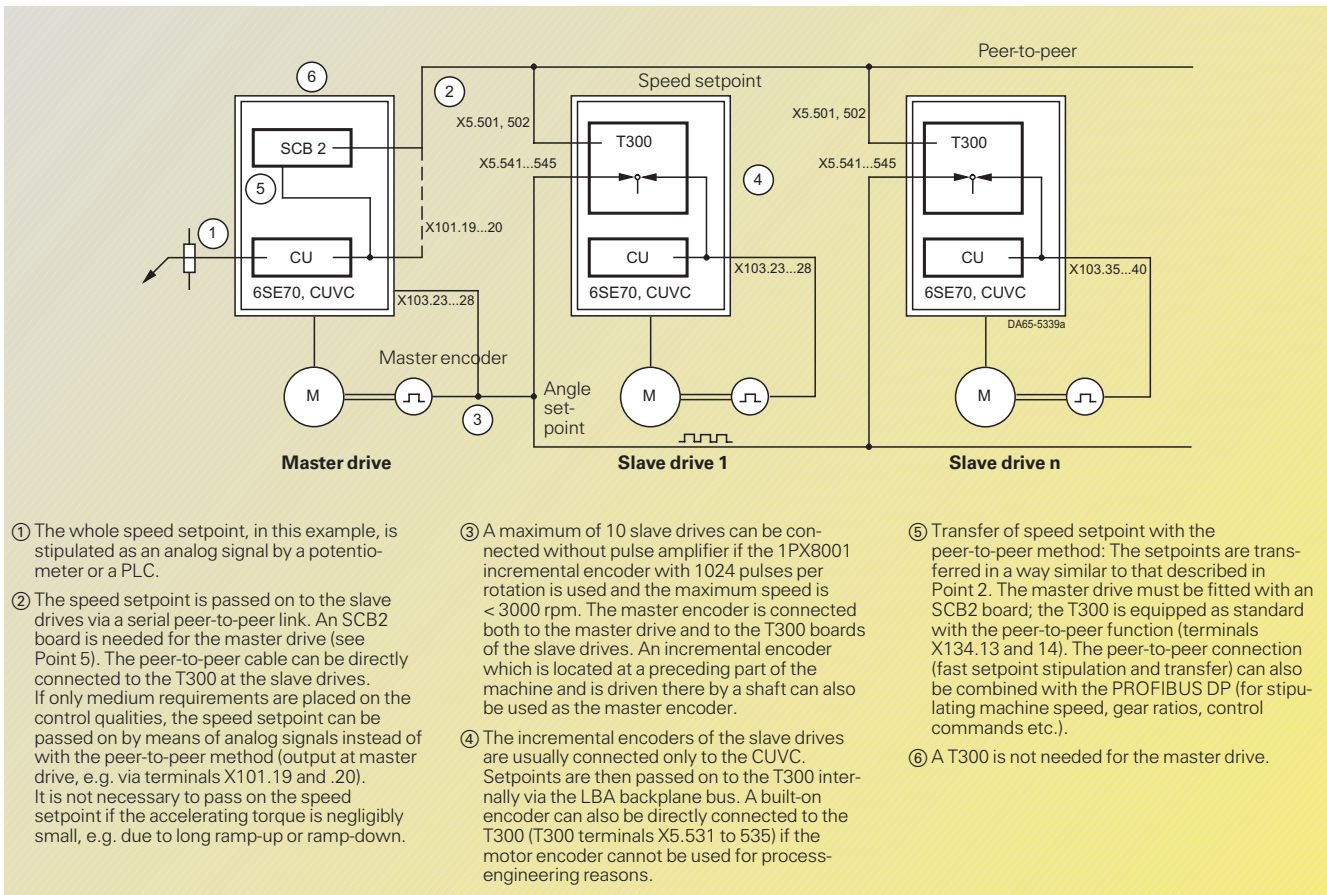 Peer-to-peer
6
2
Speed setpoint
X5.501, 502
X5.501, 502
SCB 2
T300
T300
X5.541...545
X5.541...545
5
4
1
X101.19...20
CU
CU
CU
X103.23...28
X103.35...40
6SE70, CUVC
6SE70, CUVC
6SE70, CUVC
X103.23...28
DA65-5339a
Master encoder
M
M
M
Angle
set-
point
3
Master drive
Slave drive 1
Slave drive n
① The whole speed setpoint, in this example, is
stipulated as an analog signal by a potentio-
meter or a PLC.
② The speed setpoint is passed on to the slave
drives via a serial peer-to-peer link. An SCB2
board is needed for the master drive (see
Point 5). The peer-to-peer cable can be directly
connected to the T300 at the slave drives.
If only medium requirements are placed on the
control qualities, the speed setpoint can be
passed on by means of analog signals instead of
with the peer-to-peer method (output at master
drive, e.g. via terminals X101.19 and .20).
It is not necessary to pass on the speed
setpoint if the accelerating torque is negligibly
small, e.g. due to long ramp-up or ramp-down.
③ A maximum of 10 slave drives can be con-
nected without pulse amplifier if the 1PX8001
incremental encoder with 1024 pulses per
rotation is used and the maximum speed is
< 3000 rpm. The master encoder is connected
both to the master drive and to the T300 boards
of the slave drives. An incremental encoder
which is located at a preceding part of the
machine and is driven there by a shaft can also
be used as the master encoder.
④ The incremental encoders of the slave drives
are usually connected only to the CUVC.
Setpoints are then passed on to the T300 inter-
nally via the LBA backplane bus. A built-on
encoder can also be directly connected to the
T300 (T300 terminals X5.531 to 535) if the
motor encoder cannot be used for process-
engineering reasons.
⑤ Transfer of speed setpoint with the
peer-to-peer method: The setpoints are trans-
ferred in a way similar to that described in
Point 2. The master drive must be fitted with an
SCB2 board; the T300 is equipped as standard
with the peer-to-peer function (terminals
X134.13 and 14). The peer-to-peer connection
(fast setpoint stipulation and transfer) can also
be combined with the PROFIBUS DP (for stipu-
lating machine speed, gear ratios, control
commands etc.).
⑥ A T300 is not needed for the master drive.